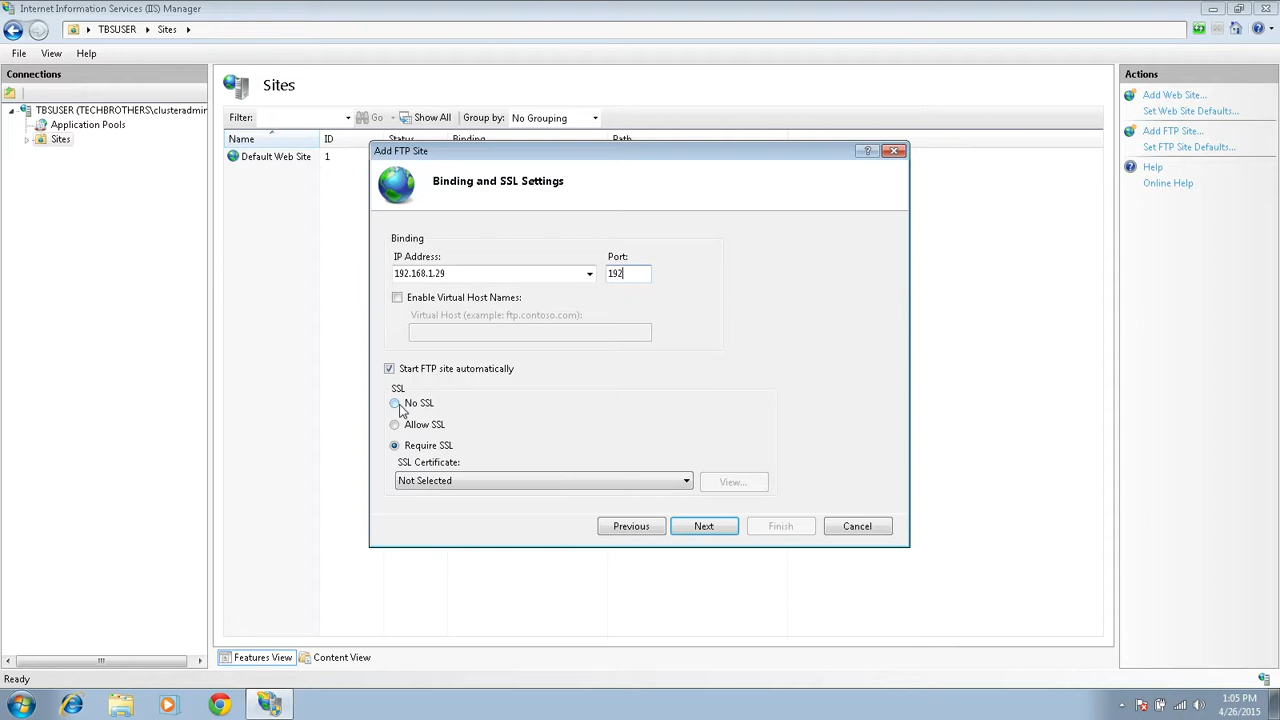 Internet Information Services (IIS) Manager
TBSUSER
Sites
File View Help
Connections
TBSUSER (TECHBROTHERS\clusteradmin
Application Pools
Sites
Sites
Filter: Go Show All Group by: No Grouping
Name ID Status Binding Path
Default Web Site 1
Actions
Add Web Site...
Set Web Site Defaults...
Add FTP Site...
Set FTP Site Defaults...
Help
Online Help
Add FTP Site
Binding and SSL Settings
Binding
IP Address: Port:
192.168.1.29 192
Enable Virtual Host Names:
Virtual Host (example: ftp.contoso.com):
Start FTP site automatically
SSL
No SSL
Allow SSL
Require SSL
SSL Certificate:
Not Selected View...
Previous Next Finish Cancel
Features View Content View
Ready
1:05 PM
4/26/2015